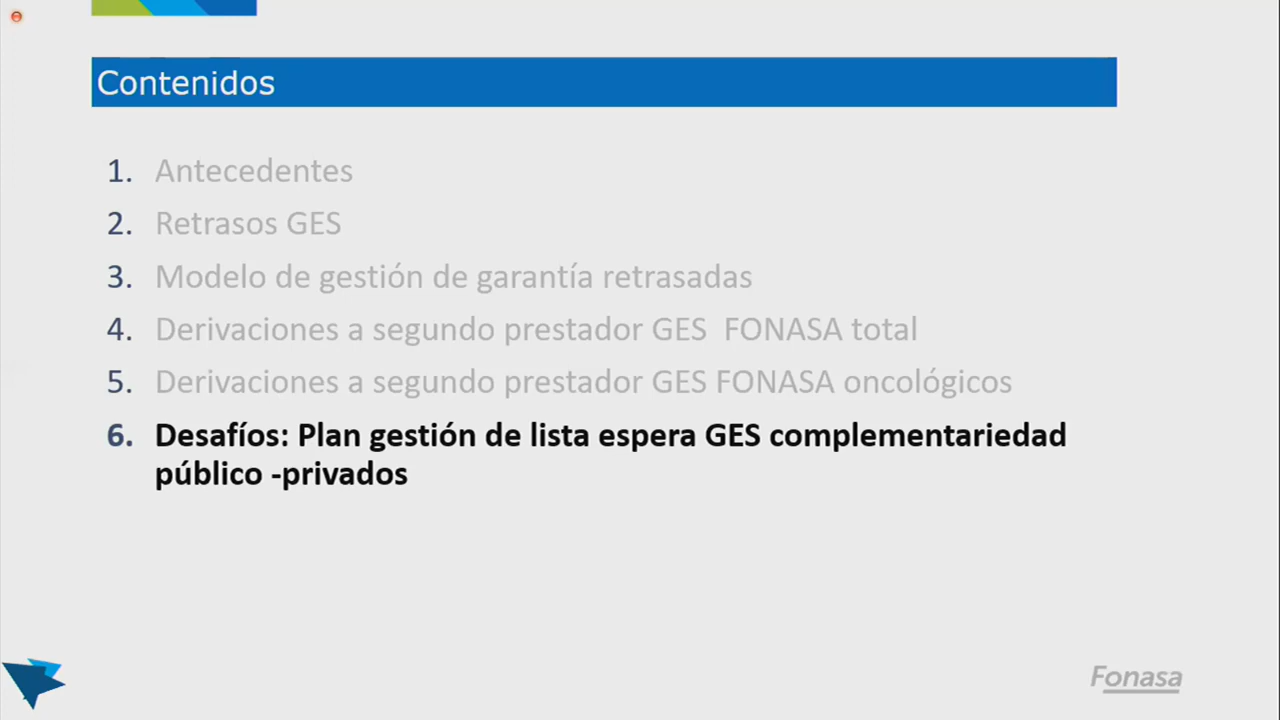 Contenidos
1. Antecedentes
2. Retrasos GES
3. Modelo de gestión de garantía retrasadas
4. Derivaciones a segundo prestador GES FONASA total
5. Derivaciones a segundo prestador GES FONASA oncológicos
6. Desafíos: Plan gestión de lista espera GES complementariedad
público -privados
Fonasa